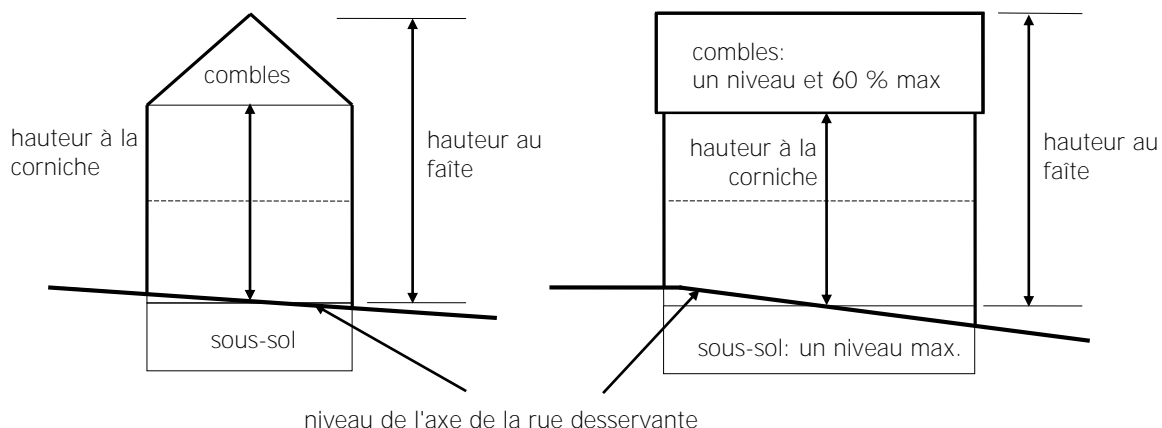 combles
hauteur à la
corniche
hauteur au
faîte
sous-sol
combles:
un niveau et 60 % max
hauteur à la
corniche
hauteur au
faîte
sous-sol: un niveau max.
niveau de l'axe de la rue desservante